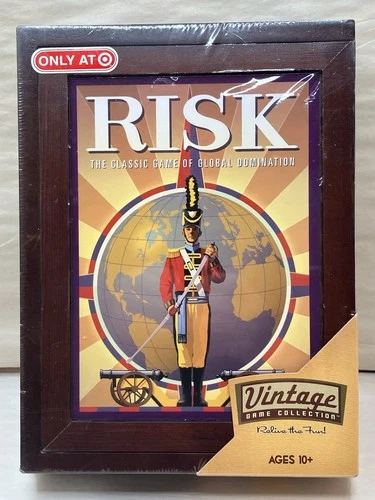 ONLY AT
RISK
THE CLASSIC GAME OF GLOBAL DOMINATION
Vintage
GAME COLLECTION
Relive the Fun!
AGES 10+